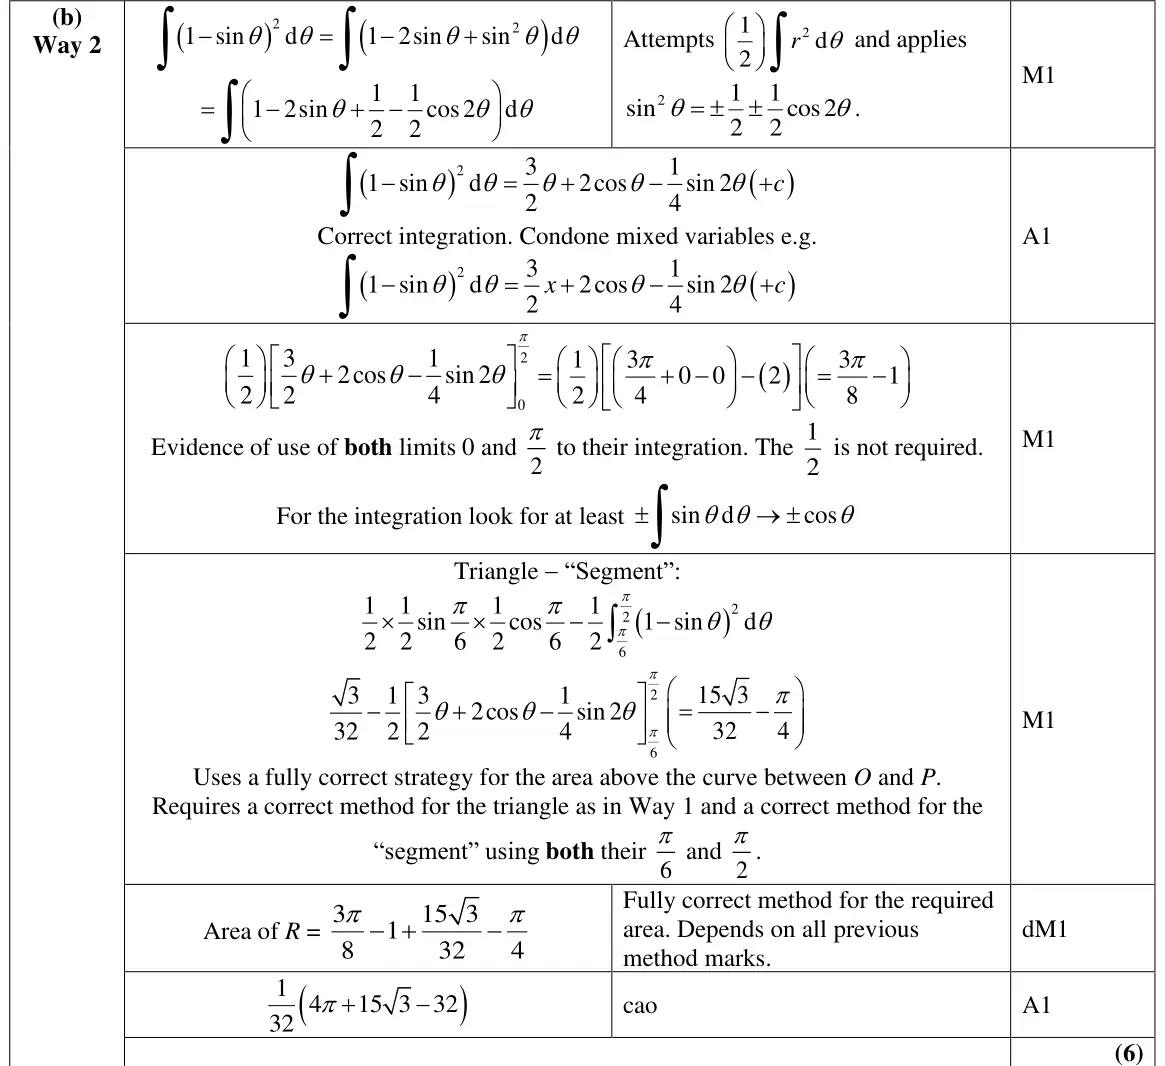 (b)
Way 2
∫(1−sin θ)² dθ = ∫(1−2sin θ+sin² θ)dθ
= ∫(1−2sin θ+1/2−1/2 cos 2θ)dθ
Attempts (1/2)∫r² dθ and applies
sin² θ = ±1/2±1/2 cos 2θ.
M1
∫(1−sin θ)² dθ = 3/2 θ+2cos θ−1/4 sin 2θ(+c)
Correct integration. Condone mixed variables e.g.
∫(1−sin θ)² dθ = 3/2 x+2cos θ−1/4 sin 2θ(+c)
A1
(1/2)[3/2 θ+2cos θ−1/4 sin 2θ]_0^{π/2} = (1/2)[(3π/4+0−0)−(2)](= 3π/8−1)
Evidence of use of both limits 0 and π/2 to their integration. The 1/2 is not required.
For the integration look for at least ±∫sin θ dθ → ±cos θ
M1
Triangle – “Segment”:
1/2×1/2 sin π/6×1/2 cos π/6−1/2∫_{π/6}^{π/2}(1−sin θ)² dθ
√3/32−1/2[3/2 θ+2cos θ−1/4 sin 2θ]_{π/6}^{π/2}(= 15√3/32−π/4)
Uses a fully correct strategy for the area above the curve between O and P.
Requires a correct method for the triangle as in Way 1 and a correct method for the
“segment” using both their π/6 and π/2.
M1
Area of R = 3π/8−1+15√3/32−π/4
Fully correct method for the required
area. Depends on all previous
method marks.
dM1
1/32(4π+15√3−32)
cao
A1
(6)